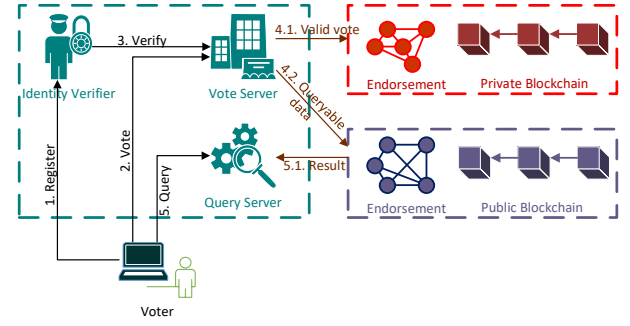 3. Verify
4.1. Valid vote
Identity Verifier
Vote Server
Endorsement
Private Blockchain
4.2. Queryable
data
1. Register
2. Vote
5. Query
5.1. Result
Query Server
Endorsement
Public Blockchain
Voter